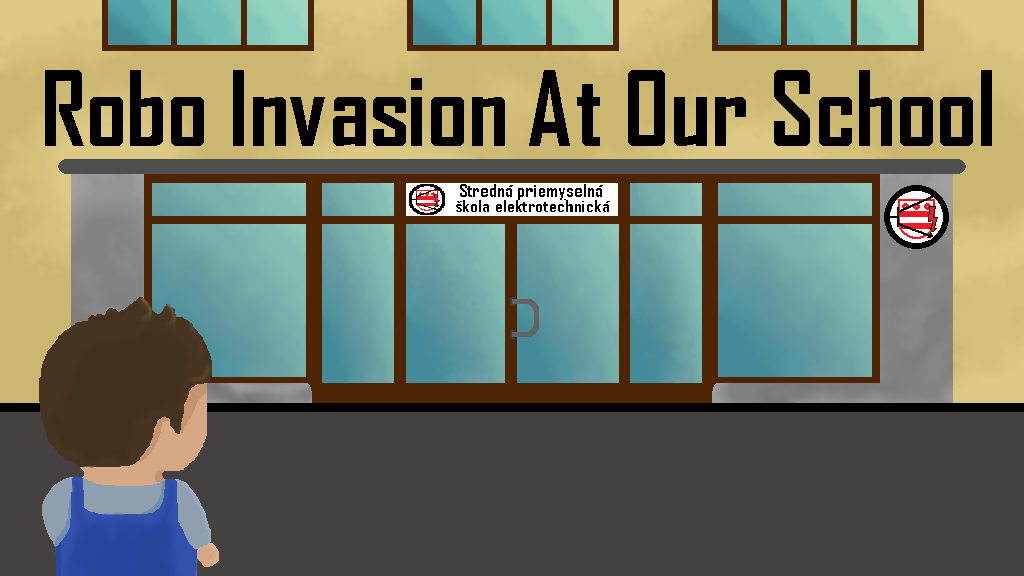 Robo Invasion At Our School
Stredná priemyselná
škola elektrotechnická